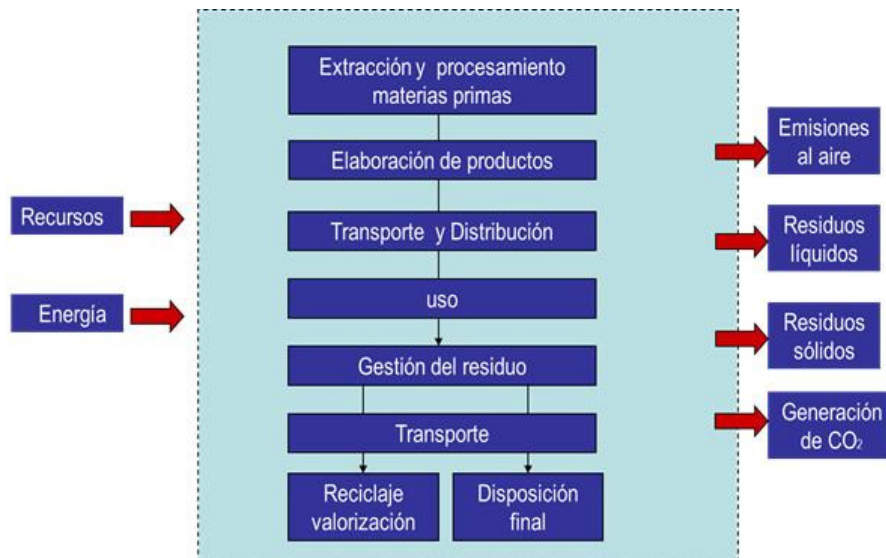 Extracción y procesamiento
materias primas
Elaboración de productos
Transporte y Distribución
uso
Gestión del residuo
Transporte
Reciclaje
valorización
Disposición
final
Recursos
Energía
Emisiones
al aire
Residuos
líquidos
Residuos
sólidos
Generación
de CO₂